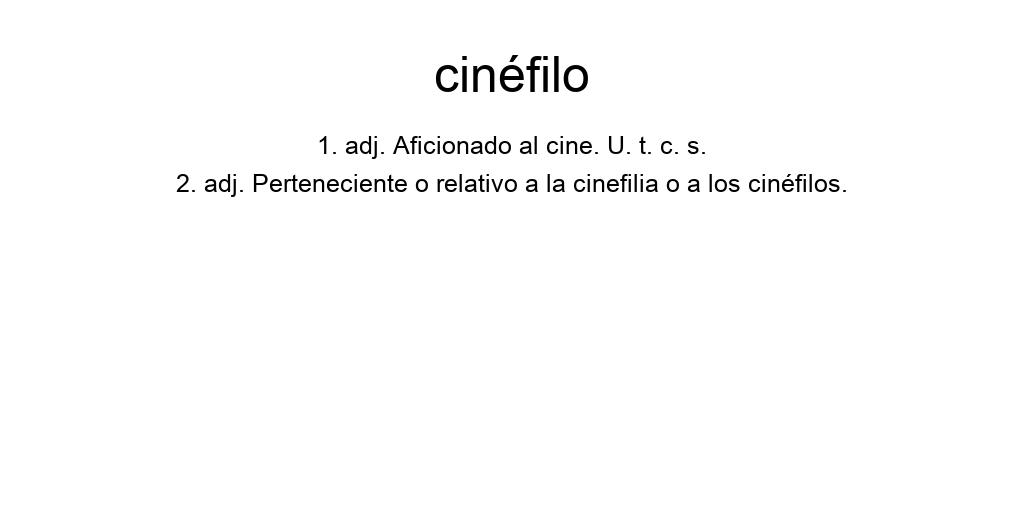 cinéfilo
1. adj. Aficionado al cine. U. t. c. s.
2. adj. Perteneciente o relativo a la cinefilia o a los cinéfilos.